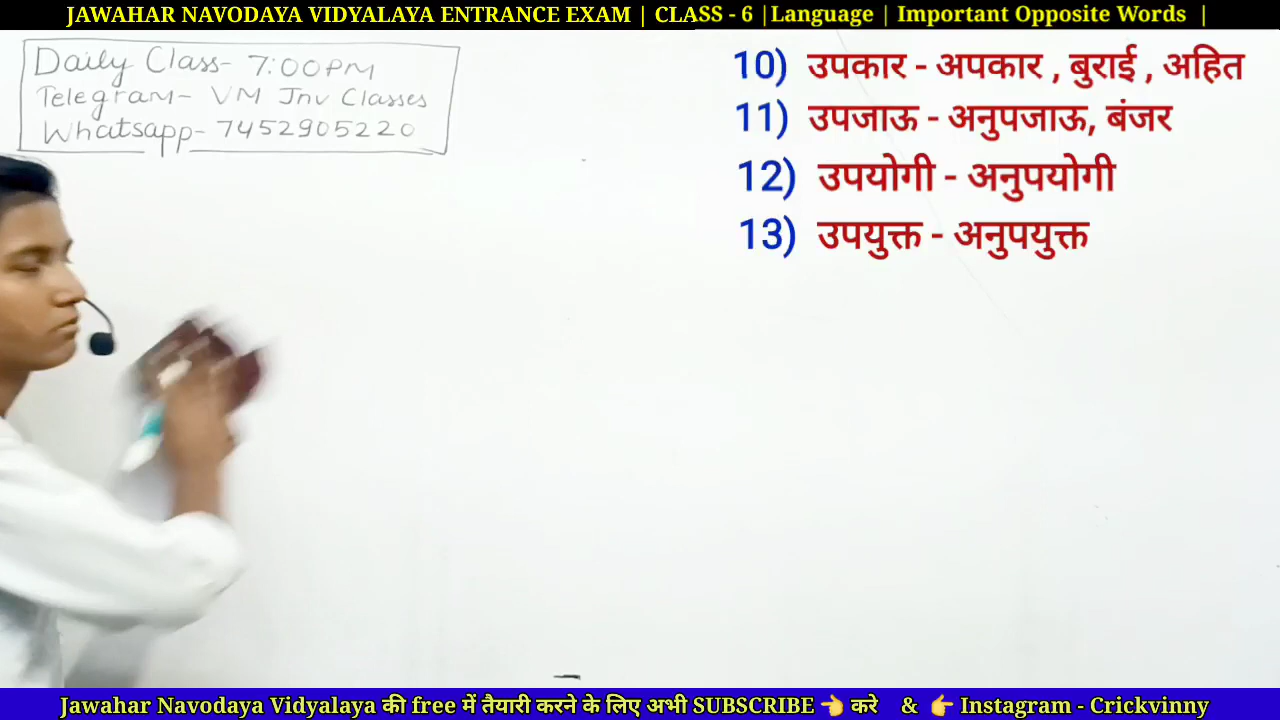 JAWAHAR NAVODAYA VIDYALAYA ENTRANCE EXAM | CLASS - 6 |Language | Important Opposite Words |
Daily Class- 7:00PM
Telegram- VM Jnv Classes
Whatsapp- 7452905220
10) उपकार - अपकार , बुराई , अहित
11) उपजाऊ - अनुपजाऊ, बंजर
12) उपयोगी - अनुपयोगी
13) उपयुक्त - अनुपयुक्त
Jawahar Navodaya Vidyalaya की free में तैयारी करने के लिए अभी SUBSCRIBE 👈 करे & 👉 Instagram - Crickvinny